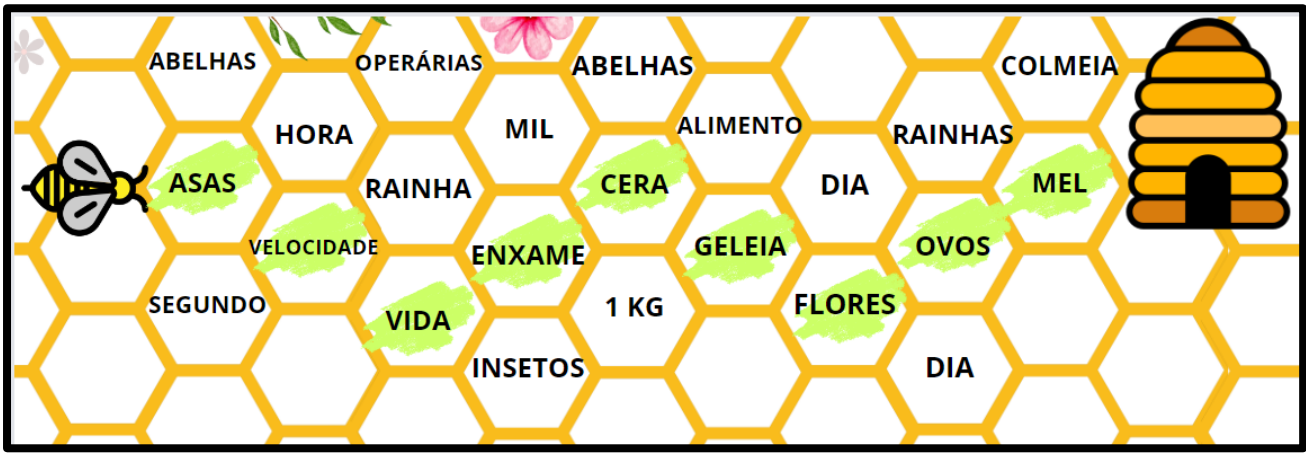 ABELHAS
OPERÁRIAS
ABELHAS
COLMEIA
HORA
MIL
ALIMENTO
RAINHAS
ASAS
RAINHA
CERA
DIA
MEL
VELOCIDADE
ENXAME
GELEIA
OVOS
SEGUNDO
VIDA
1 KG
FLORES
INSETOS
DIA